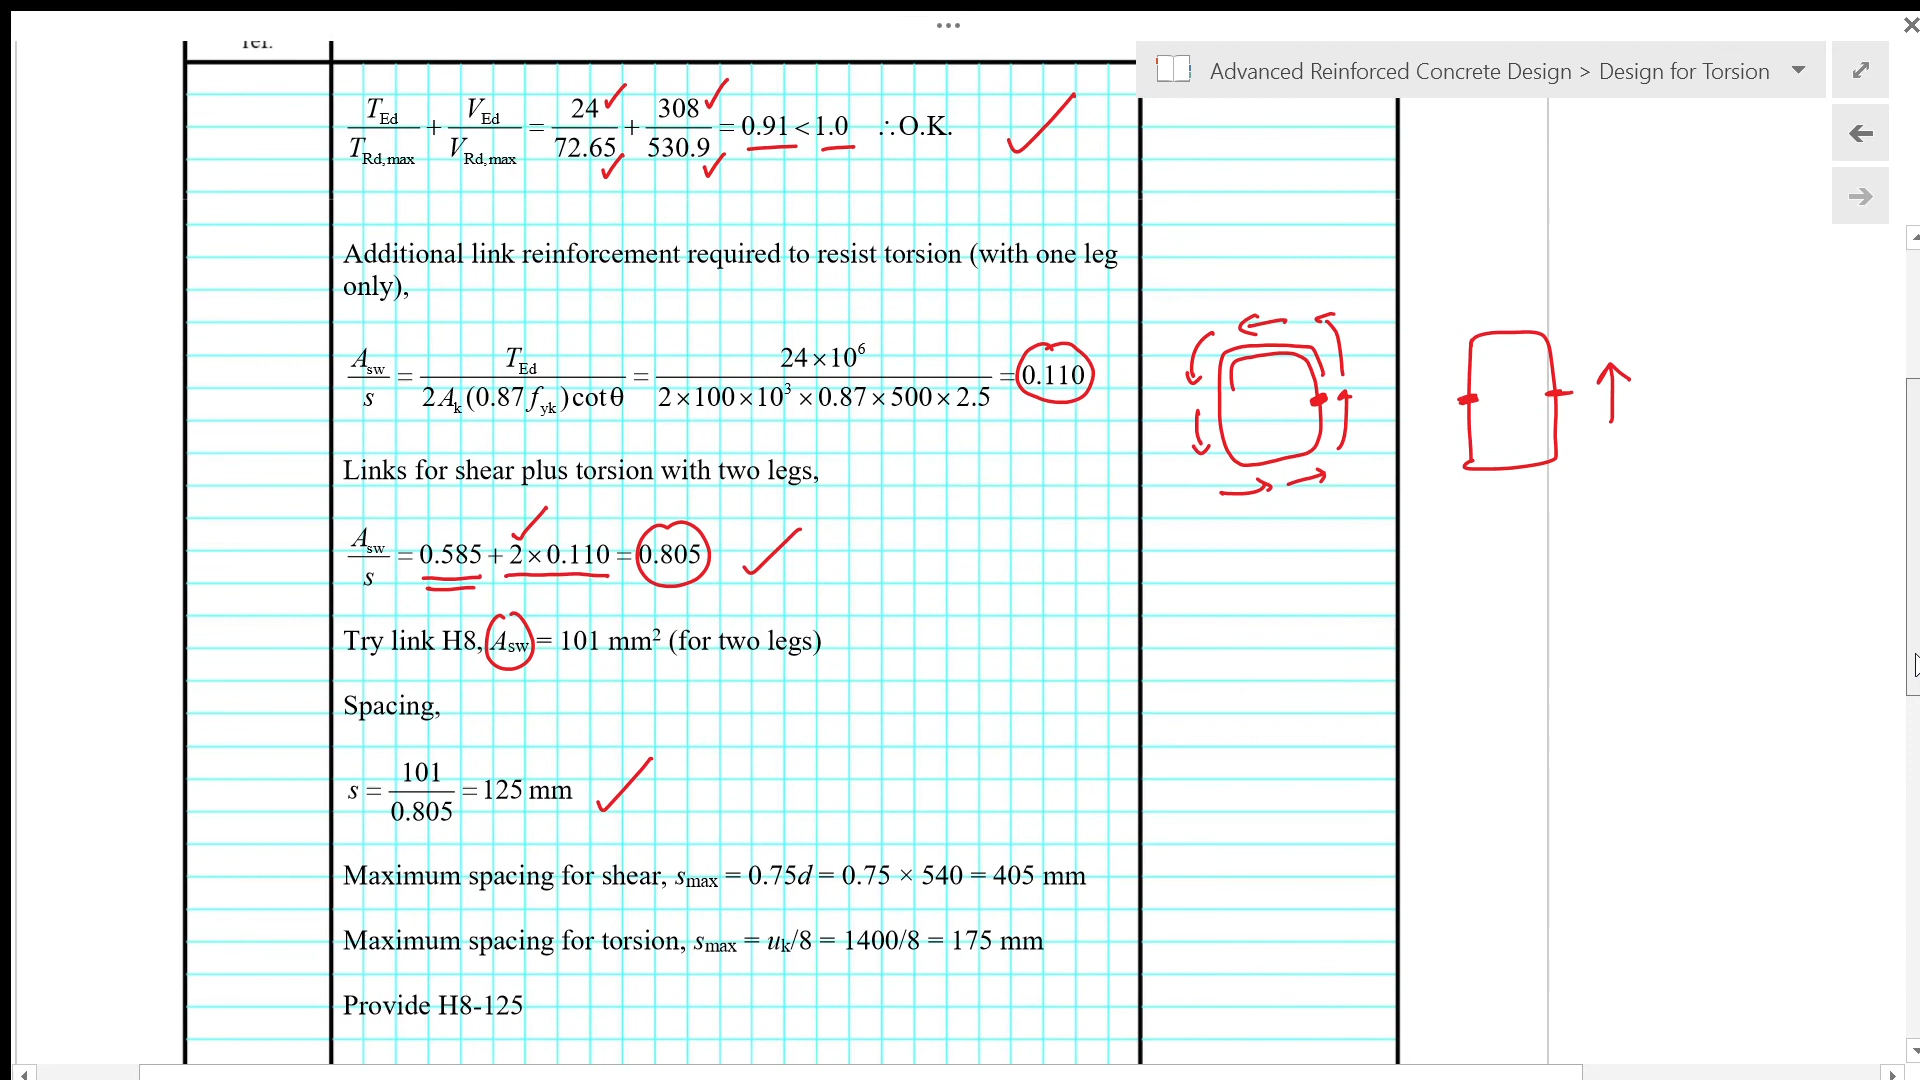 Advanced Reinforced Concrete Design > Design for Torsion
T_Ed / T_Rd,max + V_Ed / V_Rd,max = 24 / 72.65 + 308 / 530.9 = 0.91 < 1.0 ∴ O.K.
Additional link reinforcement required to resist torsion (with one leg
only),
A_sw / s = T_Ed / 2A_k(0.87f_yk)cotθ = 24×10^6 / 2×100×10^3×0.87×500×2.5 = 0.110
Links for shear plus torsion with two legs,
A_sw / s = 0.585 + 2×0.110 = 0.805
Try link H8, A_sw = 101 mm² (for two legs)
Spacing,
s = 101 / 0.805 = 125 mm
Maximum spacing for shear, s_max = 0.75d = 0.75 × 540 = 405 mm
Maximum spacing for torsion, s_max = u_k/8 = 1400/8 = 175 mm
Provide H8-125